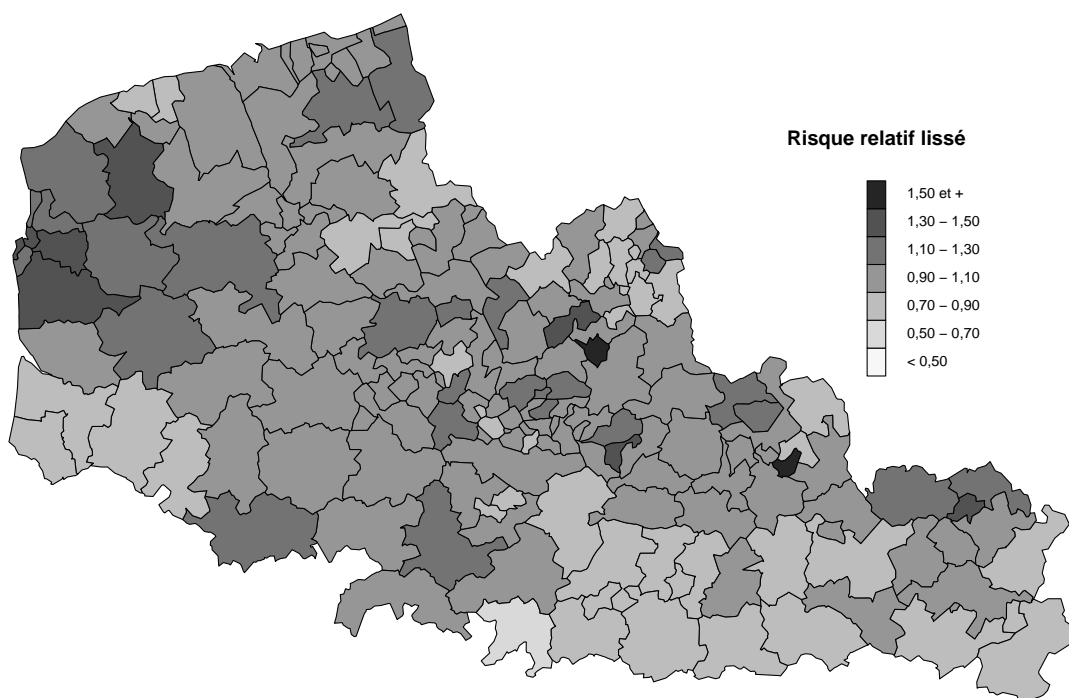 Risque relatif lissé
1,50 et +
1,30 – 1,50
1,10 – 1,30
0,90 – 1,10
0,70 – 0,90
0,50 – 0,70
< 0,50